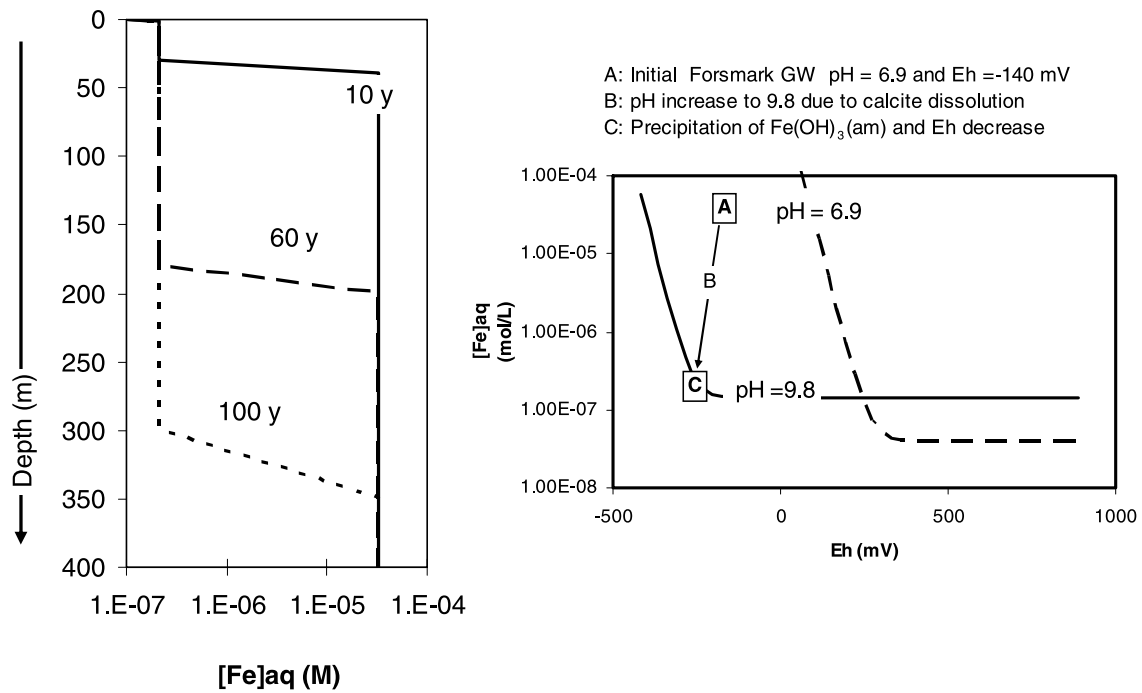 0
50
100
150
200
250
300
350
400
Depth (m)
10 y
60 y
100 y
1.E-07 1.E-06 1.E-05 1.E-04
[Fe]aq (M)
A: Initial Forsmark GW pH = 6.9 and Eh =-140 mV
B: pH increase to 9.8 due to calcite dissolution
C: Precipitation of Fe(OH)3(am) and Eh decrease
1.00E-04
1.00E-05
1.00E-06
1.00E-07
1.00E-08
[Fe]aq
(mol/L)
A
pH = 6.9
B
C
pH =9.8
-500 0 500 1000
Eh (mV)